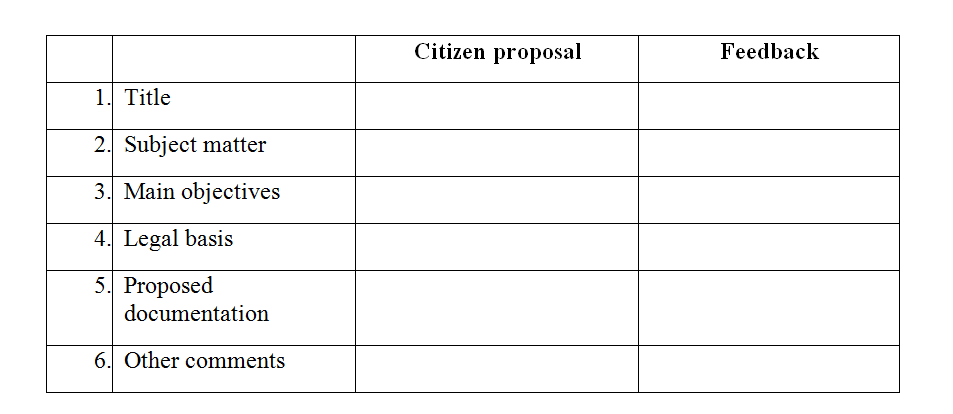 Citizen proposal Feedback
1. Title
2. Subject matter
3. Main objectives
4. Legal basis
5. Proposed
documentation
6. Other comments